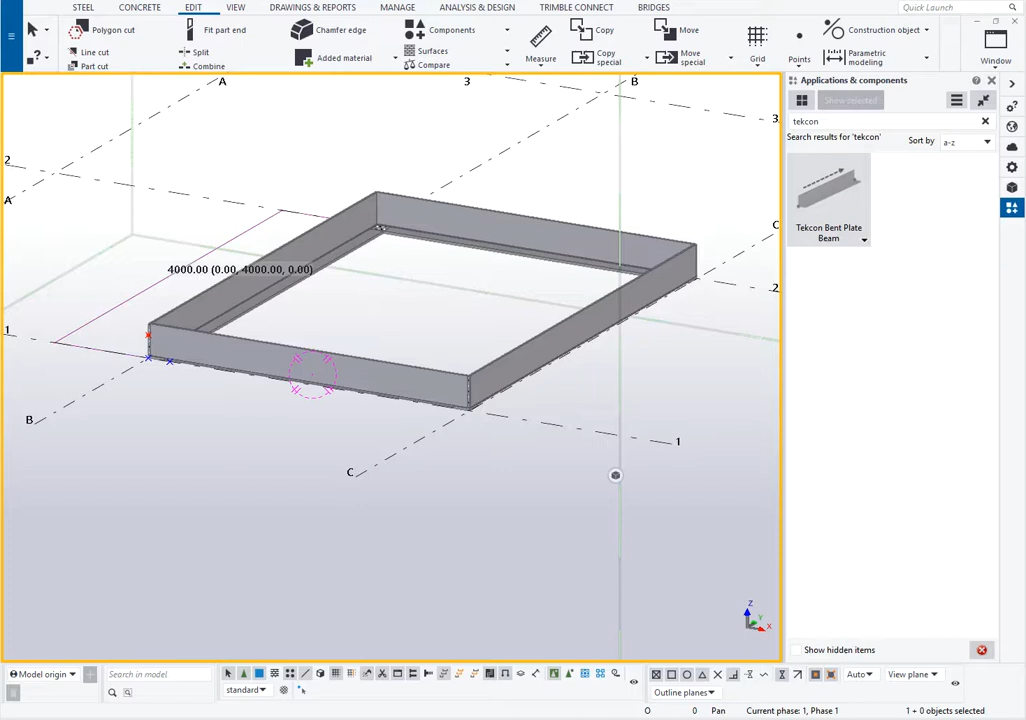 STEEL CONCRETE EDIT VIEW DRAWINGS & REPORTS MANAGE ANALYSIS & DESIGN TRIMBLE CONNECT BRIDGES Quick Launch
Polygon cut Fit part end Chamfer edge Components Copy Move Construction object
Line cut Split Added material Surfaces Measure Copy special Move special Grid Points Parametric modeling Window
Part cut Combine Compare
Applications & components
Show selected
tekcon
Search results for 'tekcon' Sort by a-z
Tekcon Bent Plate
Beam
A 3 B
3
2
A
C
4000.00 (0.00, 4000.00, 0.00)
2
1
B
1
C
Z
Y
X
Show hidden items
Model origin Search in model Auto View plane
standard Outline planes
O 0 Pan Current phase: 1, Phase 1 1 + 0 objects selected